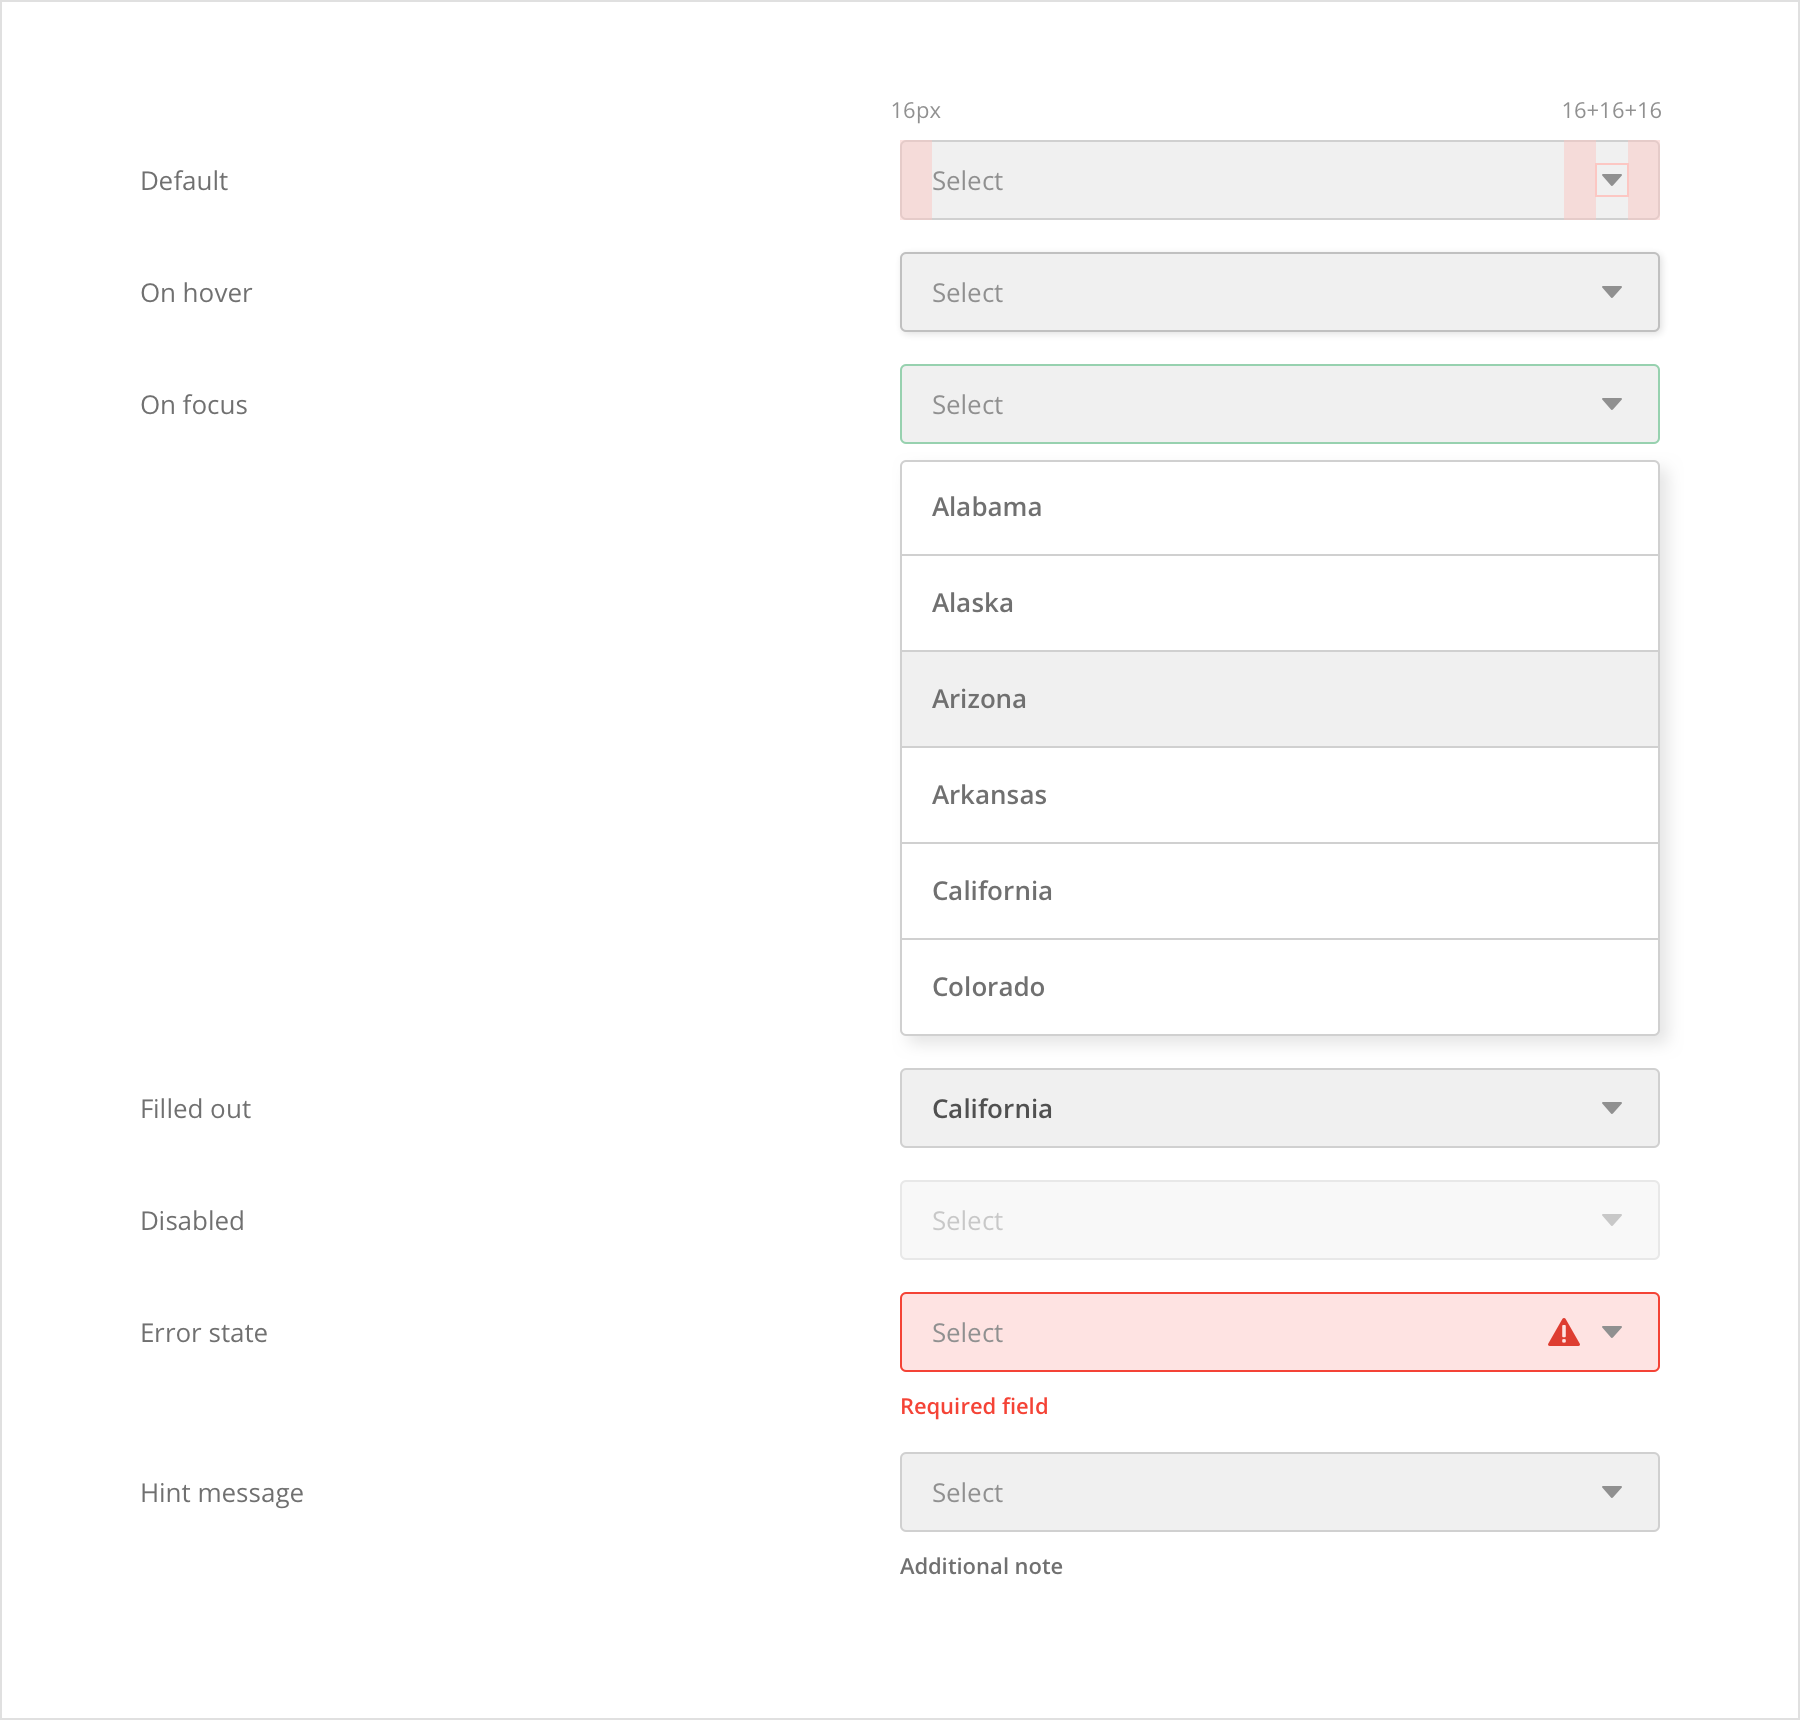 16px 16+16+16
Default Select
On hover Select
On focus Select
Alabama
Alaska
Arizona
Arkansas
California
Colorado
Filled out California
Disabled Select
Error state Select
Required field
Hint message Select
Additional note